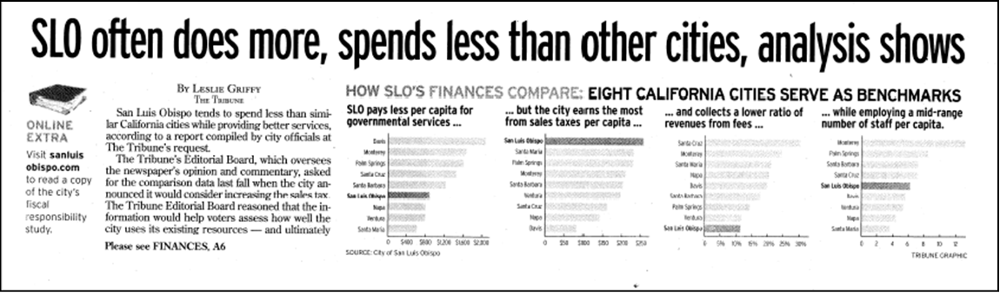 SLO often does more, spends less than other cities, analysis shows
ONLINE
EXTRA
Visit sanluis
obispo.com
to read a copy
of the city's
fiscal
responsibility
study.
BY LESLIE GRIFFY
THE TRIBUNE
San Luis Obispo tends to spend less than simi-
lar California cities while providing better services,
according to a report compiled by city officials at
The Tribune's request.
The Tribune's Editorial Board, which oversees
the newspaper's opinion and commentary, asked
for the comparison data last fall when the city an-
nounced it would consider increasing the sales tax.
The Tribune Editorial Board reasoned that the in-
formation would help voters assess how well the
city uses its existing resources — and ultimately
Please see FINANCES, A6
HOW SLO'S FINANCES COMPARE: EIGHT CALIFORNIA CITIES SERVE AS BENCHMARKS
SLO pays less per capita for
governmental services ...
Davis
Monterey
Palm Springs
Santa Cruz
Santa Barbara
San Luis Obispo
Napa
Ventura
Santa Maria
0 $400 $800 $1200 $1600 $2,000
SOURCE: City of San Luis Obispo
... but the city earns the most
from sales taxes per capita ...
San Luis Obispo
Santa Maria
Palm Springs
Monterey
Santa Barbara
Ventura
Santa Cruz
Napa
Davis
0 $50 $100 $150 $200 $250
... and collects a lower ratio of
revenues from fees ...
Santa Cruz
Monterey
Santa Maria
Napa
Davis
Santa Barbara
Palm Springs
Ventura
San Luis Obispo
0 5% 10% 15% 20% 25% 30%
... while employing a mid-range
number of staff per capita.
Monterey
Palm Springs
Santa Barbara
Santa Cruz
San Luis Obispo
Davis
Ventura
Napa
Santa Maria
0 2 4 6 8 10 12
TRIBUNE GRAPHIC